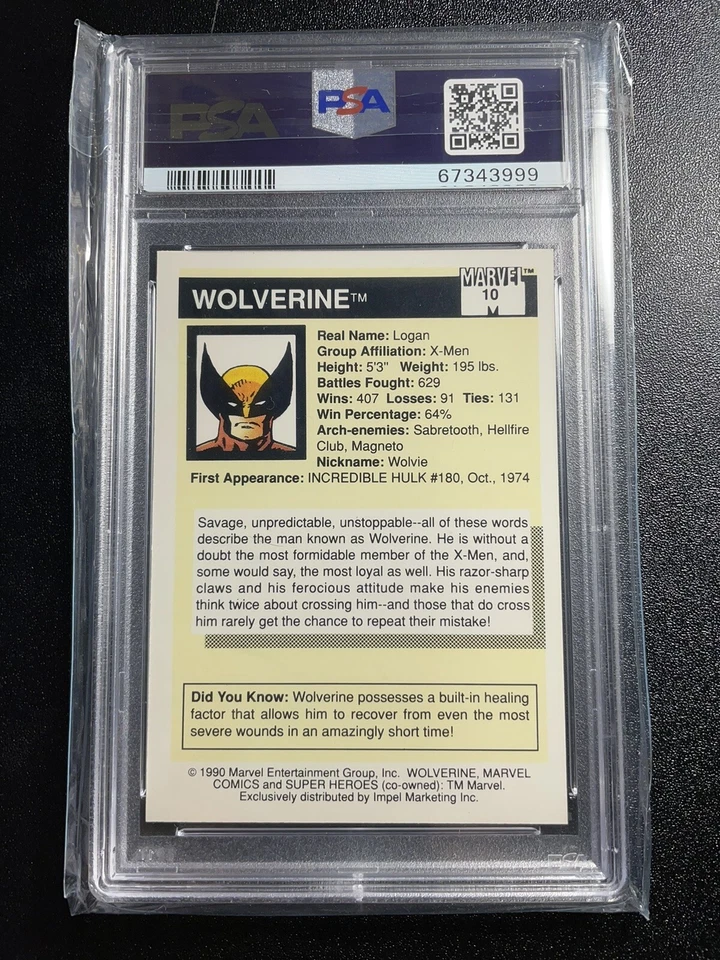 PSA
PSA
67343999
WOLVERINE™
MARVEL™
10
Real Name: Logan
Group Affiliation: X-Men
Height: 5'3" Weight: 195 lbs.
Battles Fought: 629
Wins: 407 Losses: 91 Ties: 131
Win Percentage: 64%
Arch-enemies: Sabretooth, Hellfire
Club, Magneto
Nickname: Wolvie
First Appearance: INCREDIBLE HULK #180, Oct., 1974
Savage, unpredictable, unstoppable--all of these words
describe the man known as Wolverine. He is without a
doubt the most formidable member of the X-Men, and,
some would say, the most loyal as well. His razor-sharp
claws and his ferocious attitude make his enemies
think twice about crossing him--and those that do cross
him rarely get the chance to repeat their mistake!
Did You Know: Wolverine possesses a built-in healing
factor that allows him to recover from even the most
severe wounds in an amazingly short time!
© 1990 Marvel Entertainment Group, Inc. WOLVERINE, MARVEL
COMICS and SUPER HEROES (co-owned): TM Marvel.
Exclusively distributed by Impel Marketing Inc.